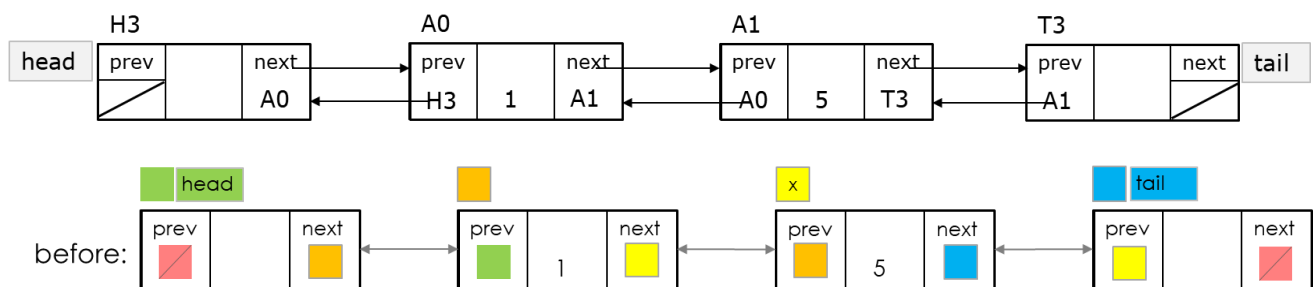 H3 A0 A1 T3
head prev next prev next prev next prev next tail
A0 H3 1 A1 A0 5 T3 A1
head x tail
prev next prev next prev next prev next
before: 1 5